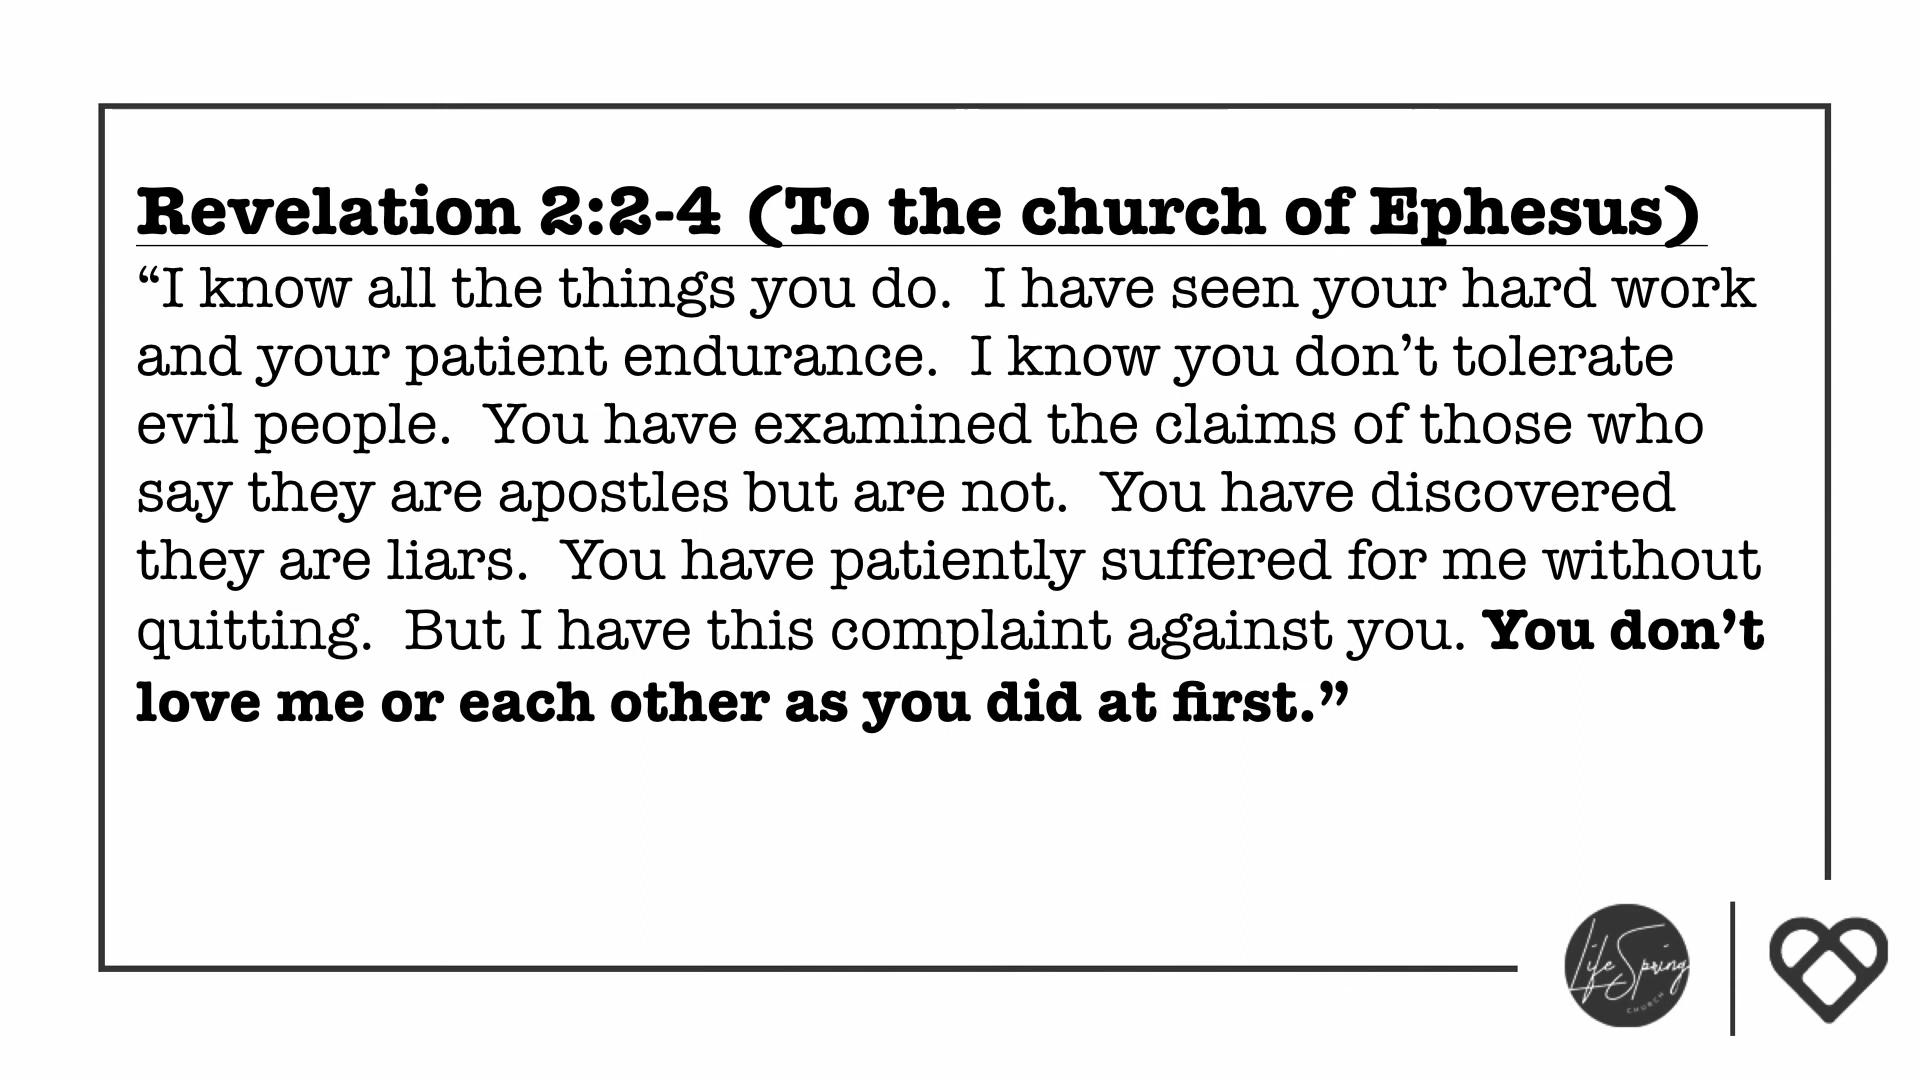 Revelation 2:2-4 (To the church of Ephesus)
“I know all the things you do.  I have seen your hard work
and your patient endurance.  I know you don’t tolerate
evil people.  You have examined the claims of those who
say they are apostles but are not.  You have discovered
they are liars.  You have patiently suffered for me without
quitting.  But I have this complaint against you. You don’t
love me or each other as you did at first.”
Life Spring
CHURCH